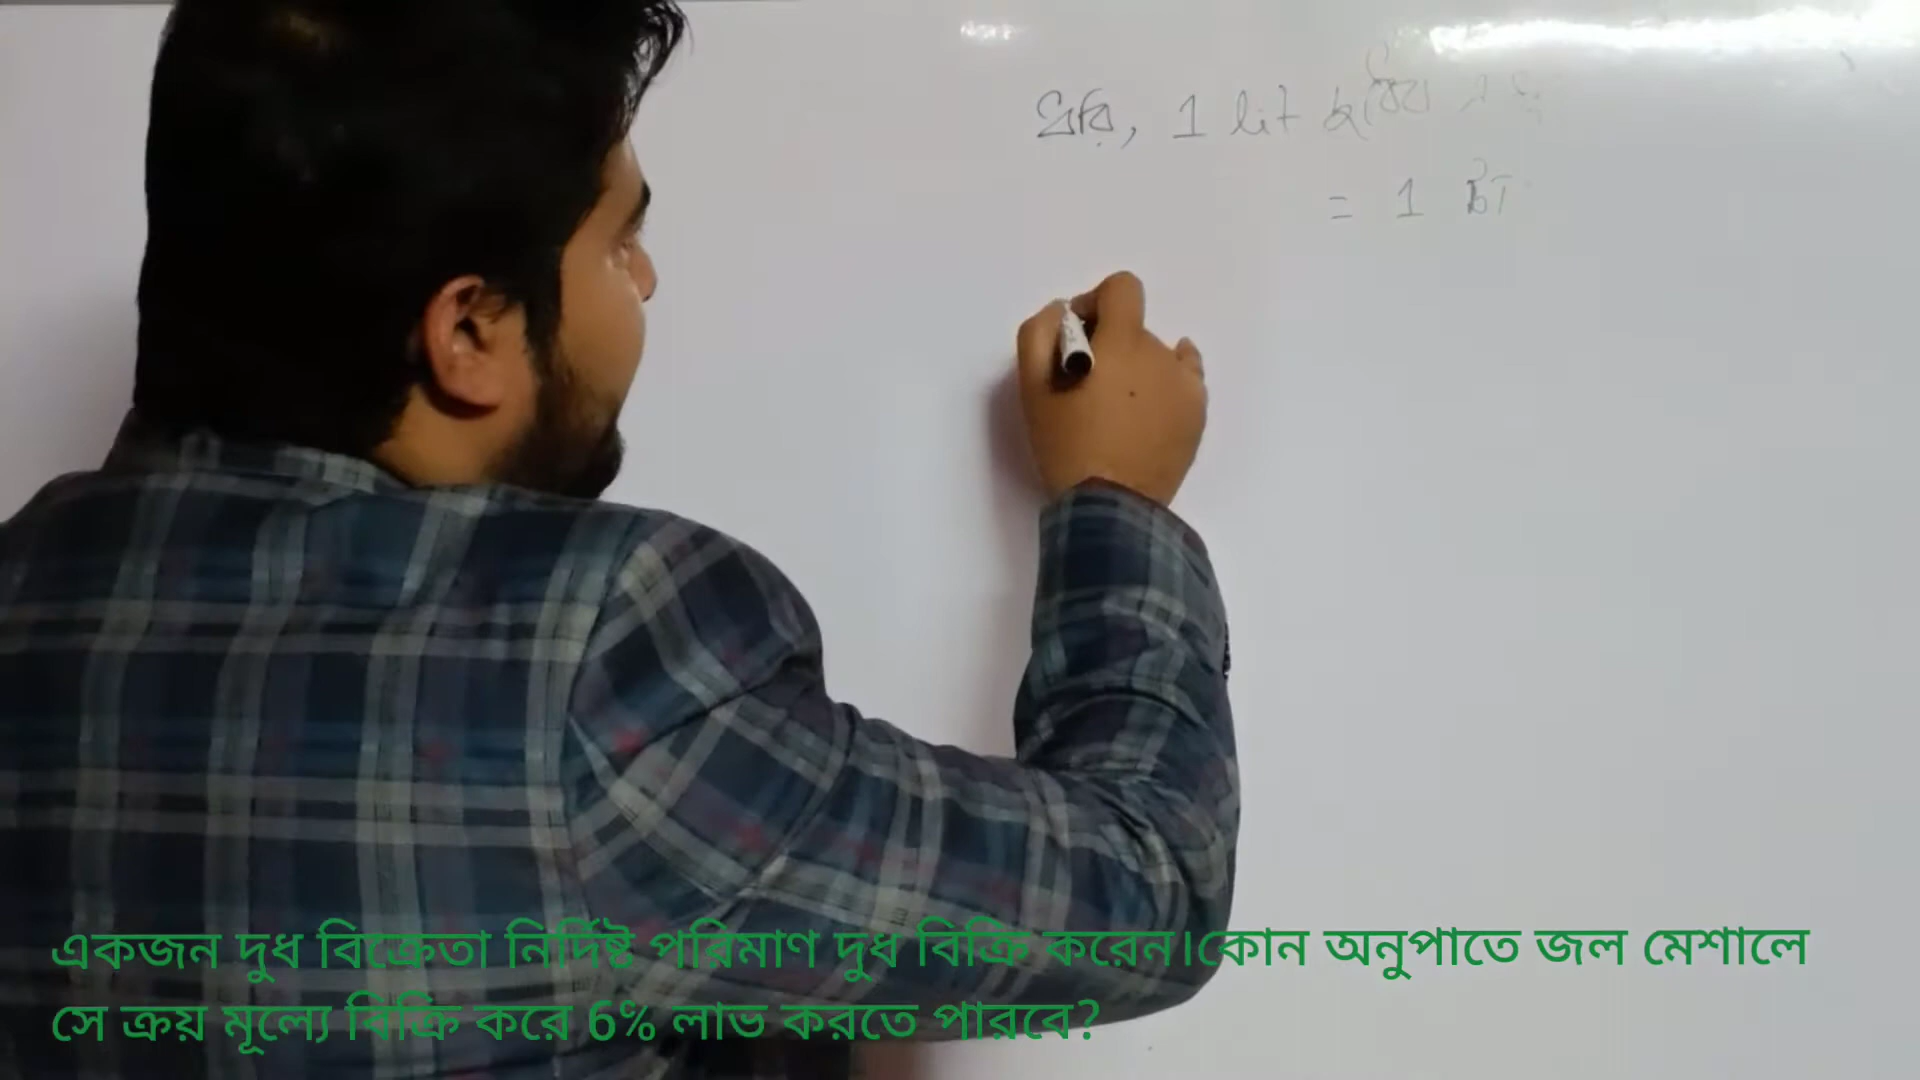 ধরি, 1 lit দুধের
= 1 টা
একজন দুধ বিক্রেতা নির্দিষ্ট পরিমাণ দুধ বিক্রি করেন।কোন অনুপাতে জল মেশালে
সে ক্রয় মূল্যে বিক্রি করে 6% লাভ করতে পারবে?